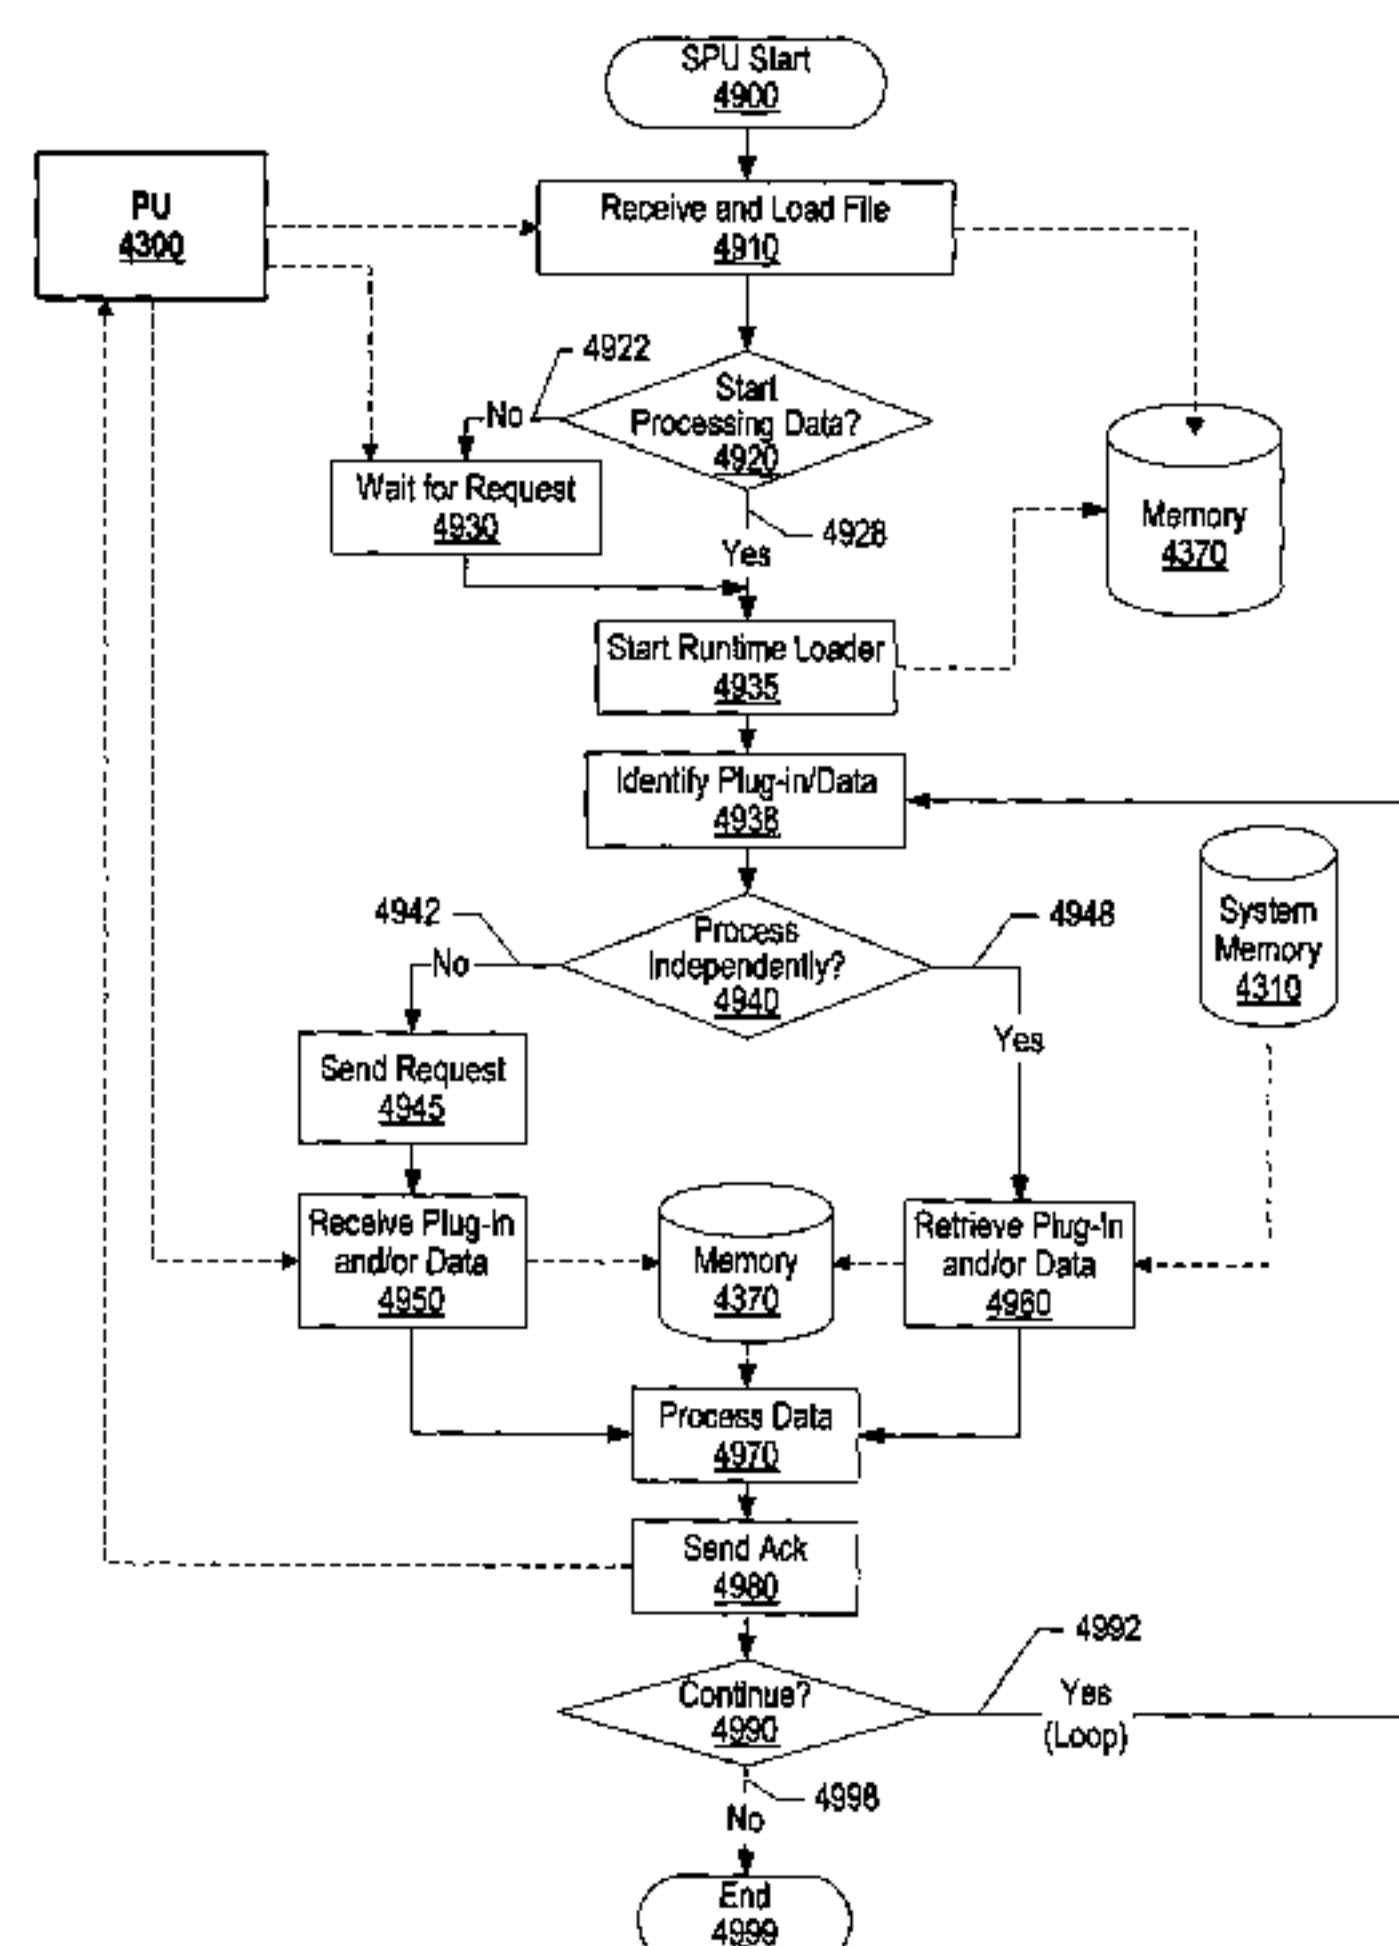 SPU Start
4900
PU
4300
Receive and Load File
4910
4922
Start
Processing Data?
4920
No
Wait for Request
4930
4928
Yes
Memory
4370
Start Runtime Loader
4935
Identify Plug-in/Data
4938
4942
4948
Process
Independently?
4940
No
System
Memory
4310
Yes
Send Request
4945
Receive Plug-In
and/or Data
4950
Memory
4370
Retrieve Plug-In
and/or Data
4960
Process Data
4970
Send Ack
4980
4992
Continue?
4990
Yes
(Loop)
4998
No
End
4999